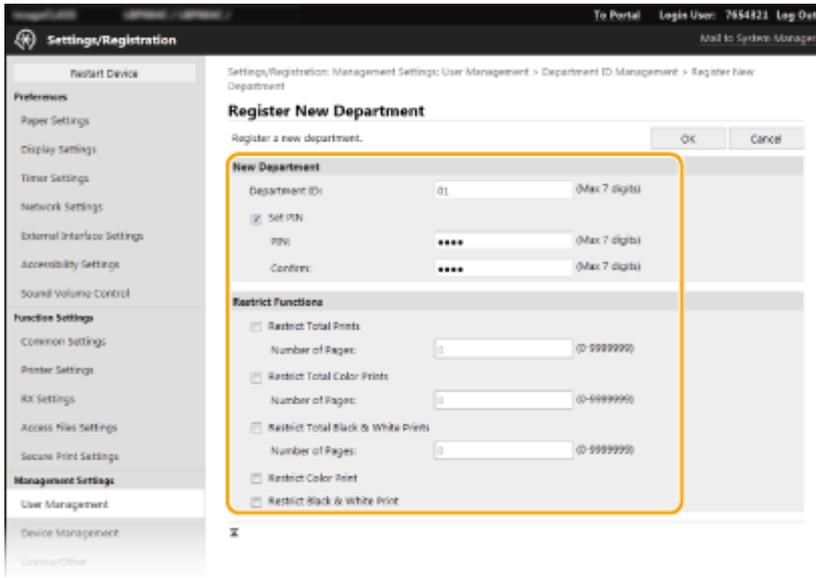 To Portal Login User: 7654321 Log Out
Settings/Registration
Mail to System Manager
Restart Device
Preferences
Paper Settings
Display Settings
Timer Settings
Network Settings
External Interface Settings
Accessibility Settings
Sound Volume Control
Function Settings
Common Settings
Printer Settings
RX Settings
Access Files Settings
Secure Print Settings
Management Settings
User Management
Device Management
License/Other
Settings/Registration: Management Settings: User Management > Department ID Management > Register New
Department
Register New Department
Register a new department.
OK Cancel
New Department
Department ID: 01 (Max 7 digits)
Set PIN
PIN: •••• (Max 7 digits)
Confirm: •••• (Max 7 digits)
Restrict Functions
Restrict Total Prints
Number of Pages: 0 (0-9999999)
Restrict Total Color Prints
Number of Pages: 0 (0-9999999)
Restrict Total Black & White Prints
Number of Pages: 0 (0-9999999)
Restrict Color Print
Restrict Black & White Print